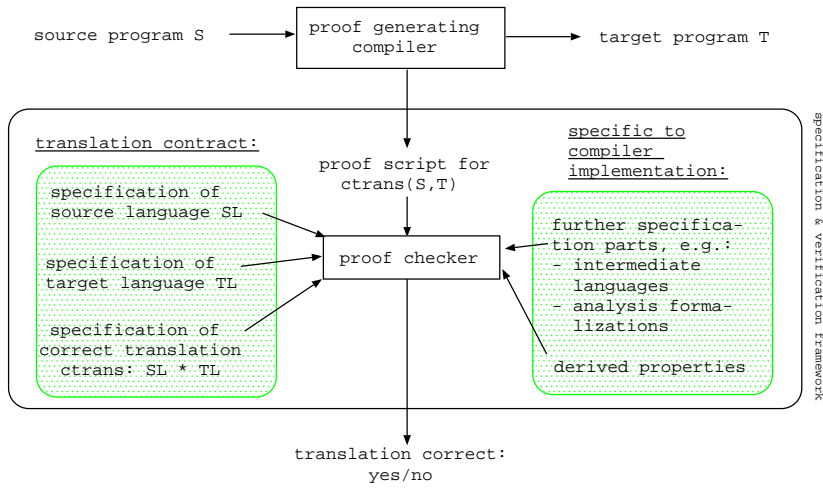 source program S
proof generating
compiler
target program T
translation contract:
specification of
source language SL
specification of
target language TL
specification of
correct translation
ctrans: SL * TL
proof script for
ctrans(S,T)
proof checker
specific to
compiler
implementation:
further specifica-
tion parts, e.g.:
- intermediate
languages
- analysis forma-
lizations
derived properties
specification & verification framework
translation correct:
yes/no